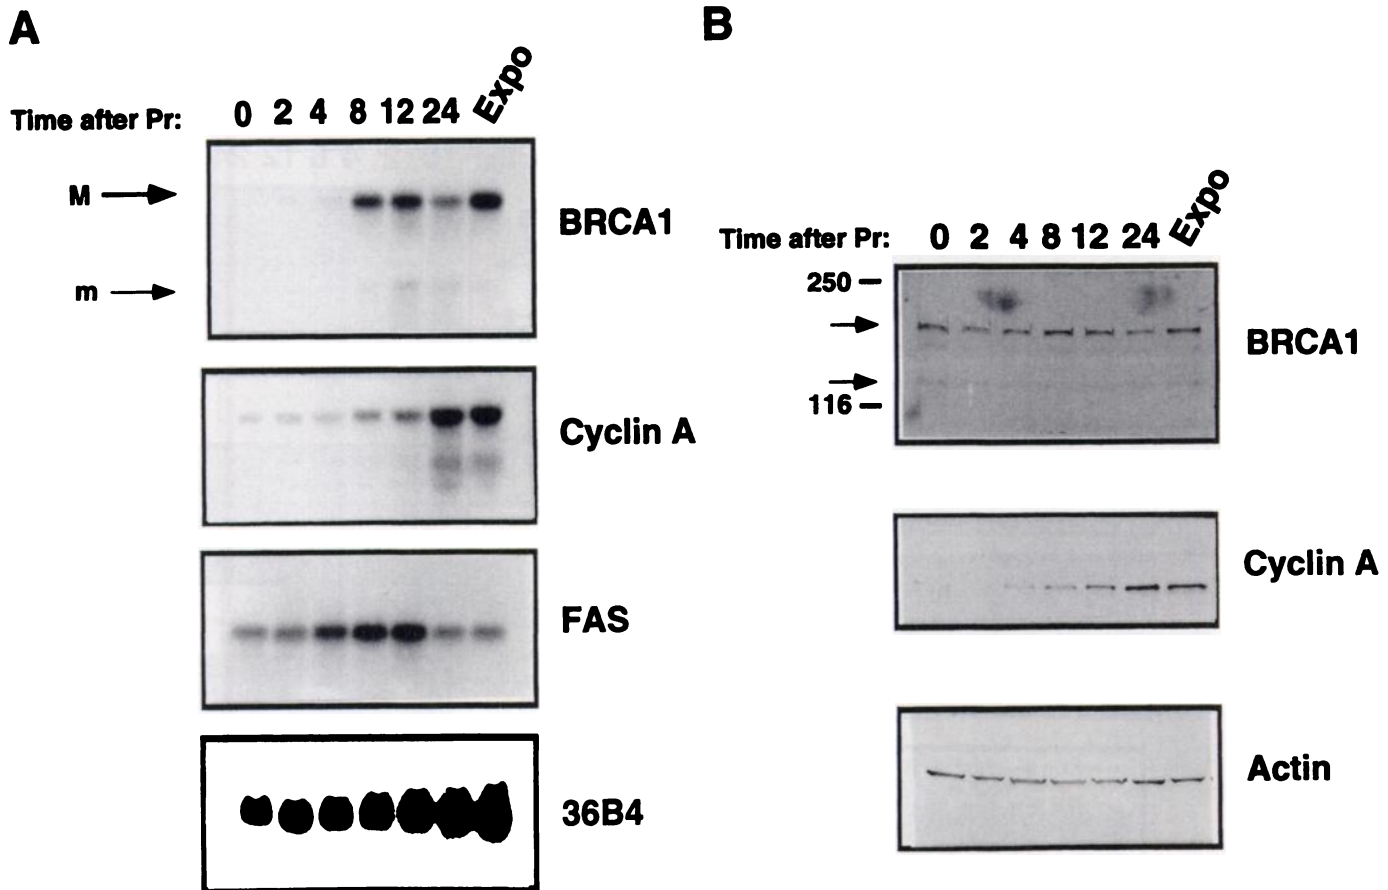 A
Time after Pr: 0 2 4 8 12 24 Expo
M
BRCA1
m
Cyclin A
FAS
36B4
B
Time after Pr: 0 2 4 8 12 24 Expo
250
BRCA1
116
Cyclin A
Actin